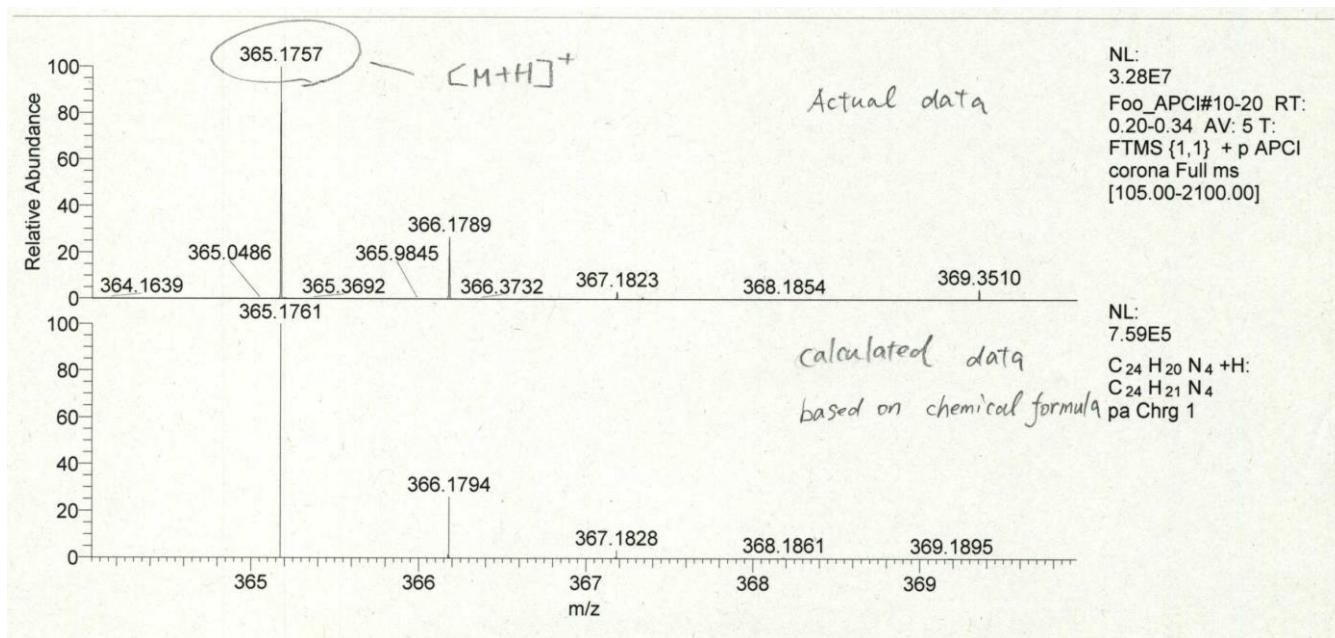 365.1757
[M+H]+
Actual data
NL:
3.28E7
Foo_APCI#10-20 RT:
0.20-0.34 AV: 5 T:
FTMS {1,1} + p APCI
corona Full ms
[105.00-2100.00]
Relative Abundance
100
80
60
40
20
0
366.1789
365.0486
365.9845
364.1639
365.3692
366.3732
367.1823
368.1854
369.3510
365.1761
calculated data
based on chemical formula
NL:
7.59E5
C24 H20 N4 +H:
C24 H21 N4
pa Chrg 1
100
80
60
40
20
0
366.1794
367.1828
368.1861
369.1895
365
366
367
368
369
m/z